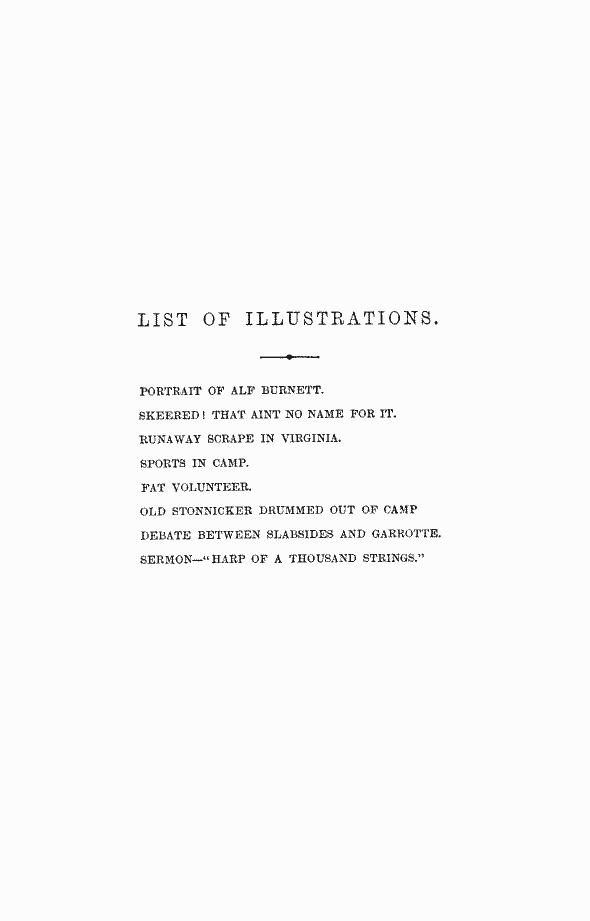 LIST OF ILLUSTRATIONS.
PORTRAIT OF ALF BURNETT.
SKEERED! THAT AINT NO NAME FOR IT.
RUNAWAY SCRAPE IN VIRGINIA.
SPORTS IN CAMP.
FAT VOLUNTEER.
OLD STONNICKER DRUMMED OUT OF CAMP
DEBATE BETWEEN SLABSIDES AND GARROTTE.
SERMON—“HARP OF A THOUSAND STRINGS.”